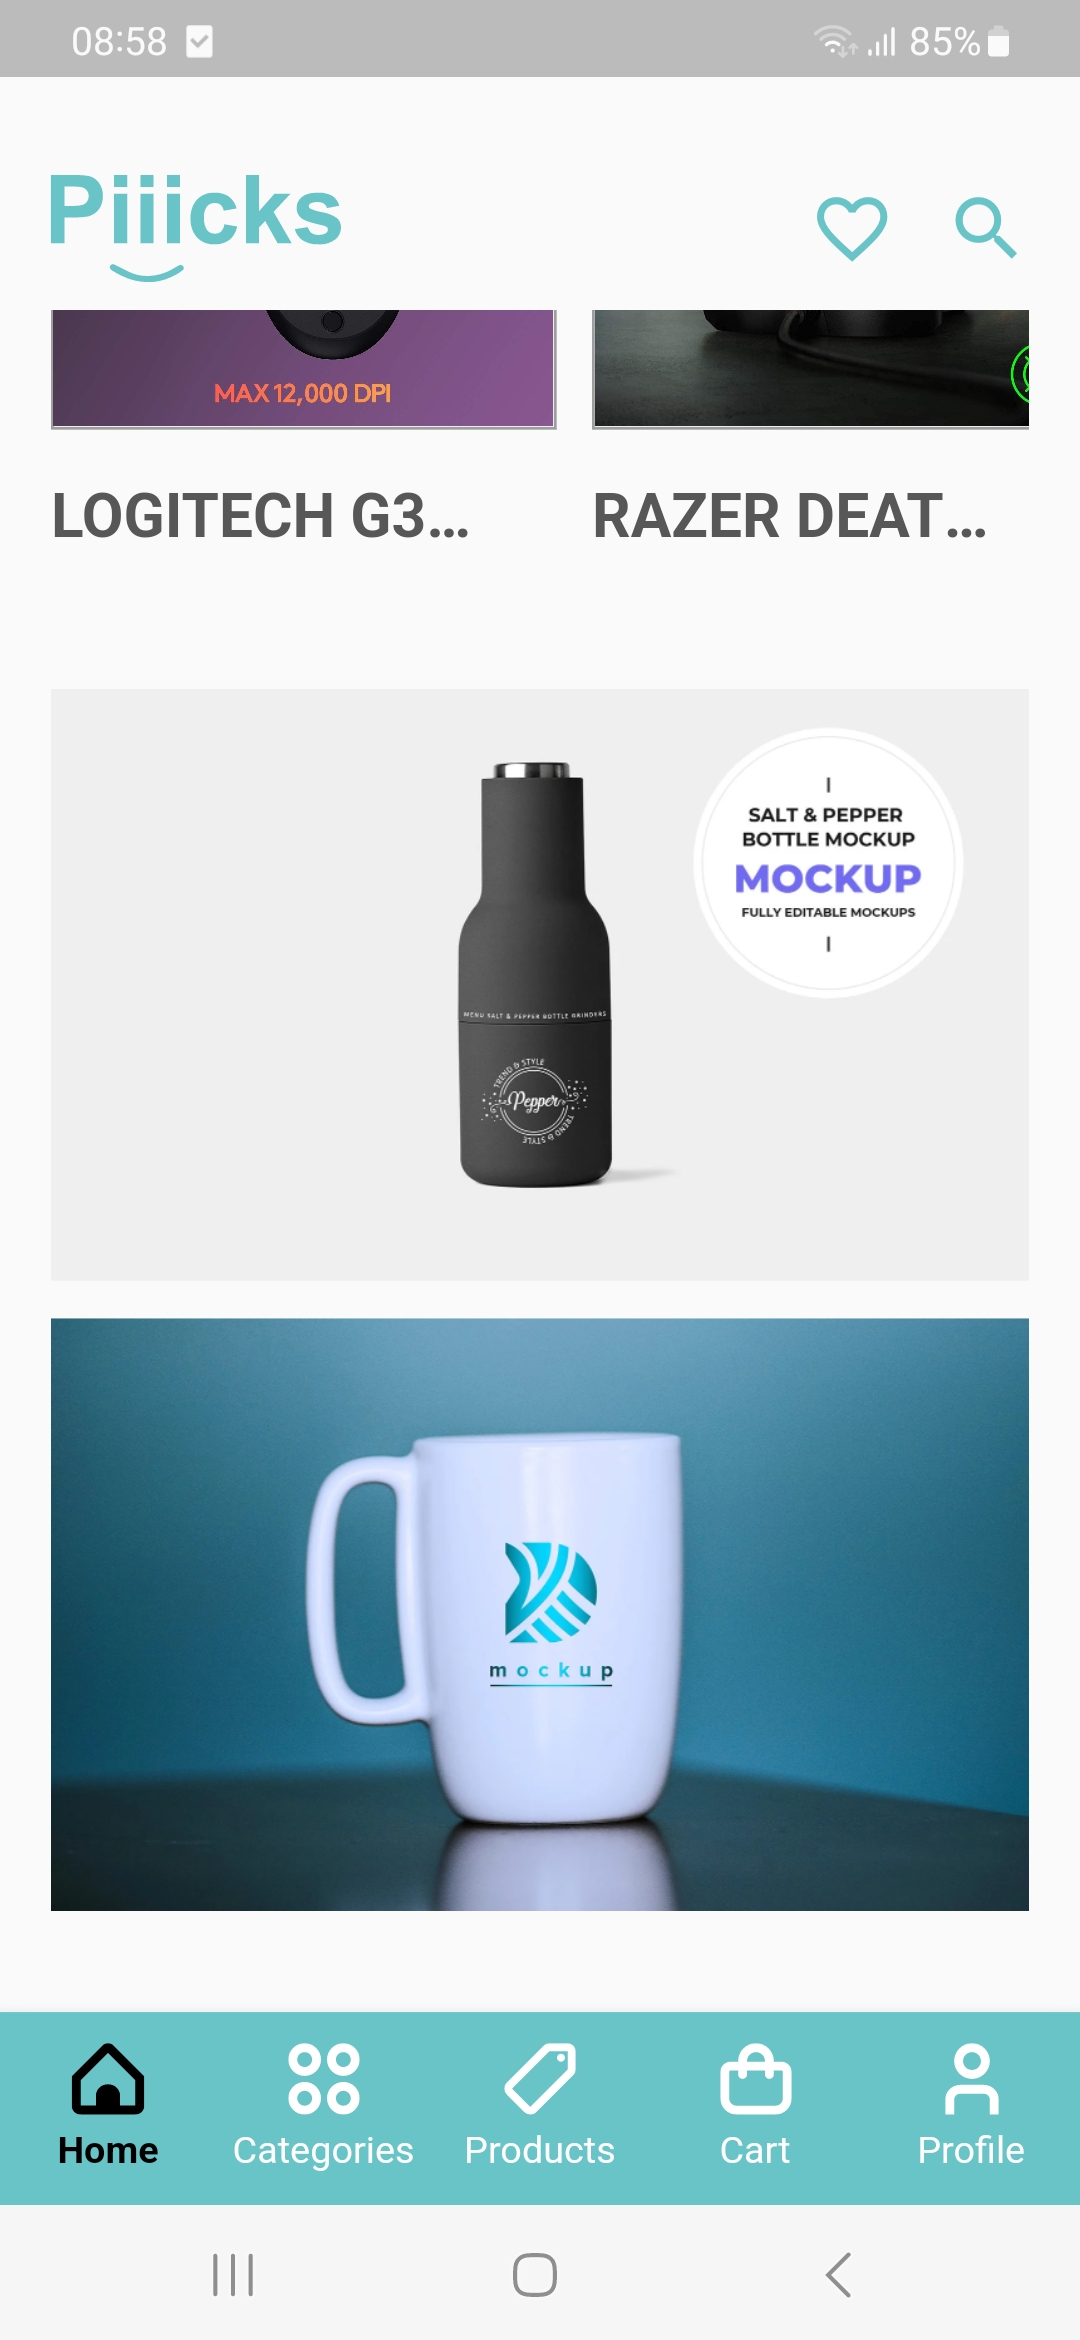 08:58
85%
Piiicks
MAX 12,000 DPI
LOGITECH G3...
RAZER DEAT...
SALT & PEPPER
BOTTLE MOCKUP
MOCKUP
FULLY EDITABLE MOCKUPS
MENU SALT & PEPPER BOTTLE GRINDERS
TREND & STYLE
Pepper
TREND & STYLE
mockup
Home
Categories
Products
Cart
Profile